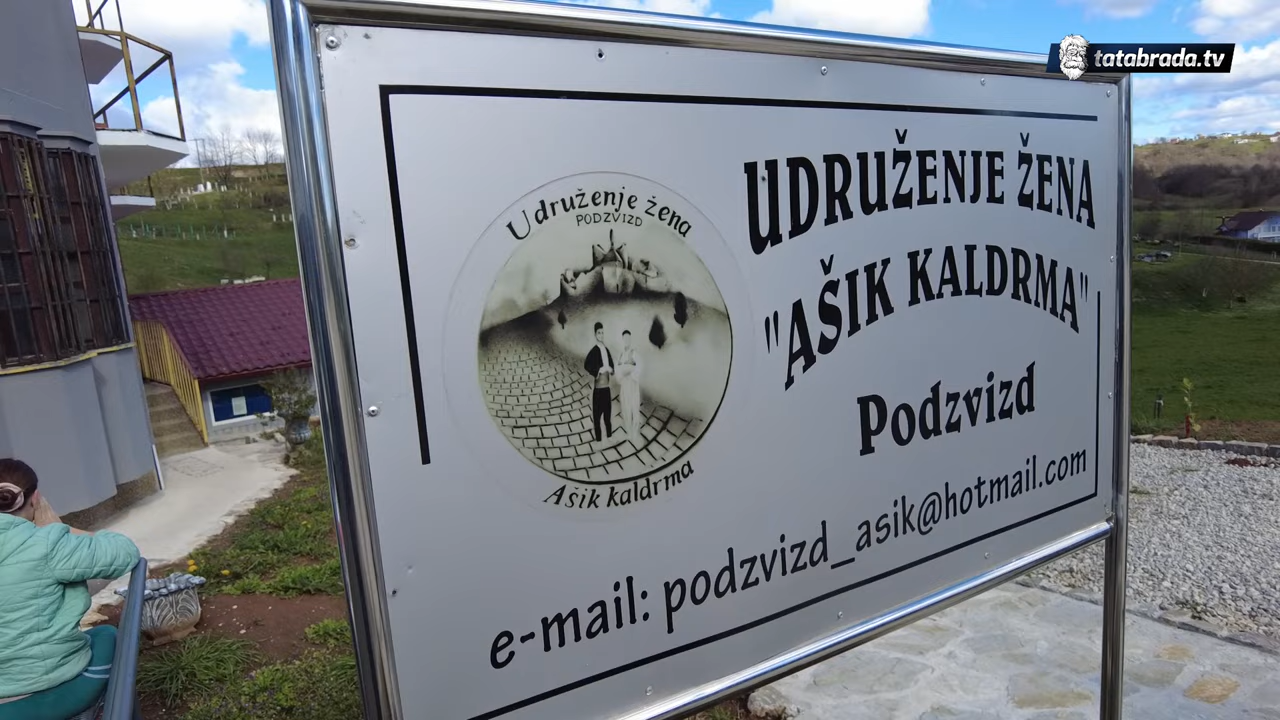 tatabrada.tv
Udruženje žena
PODZVIZD
Ašik kaldrma
UDRUŽENJE ŽENA
"AŠIK KALDRMA"
Podzvizd
e-mail: podzvizd_asik@hotmail.com